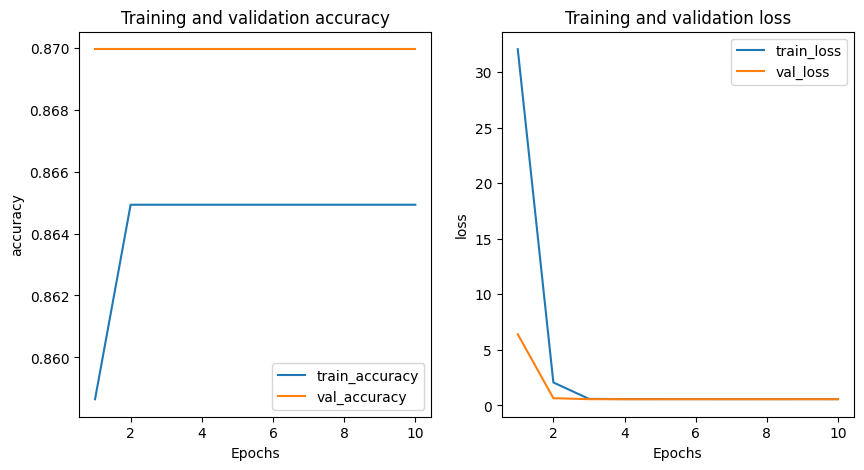 Training and validation accuracy
0.870
0.868
0.866
0.864
0.862
0.860
accuracy
train_accuracy
val_accuracy
2 4 6 8 10
Epochs
Training and validation loss
train_loss
val_loss
30
25
20
15
10
5
0
loss
2 4 6 8 10
Epochs